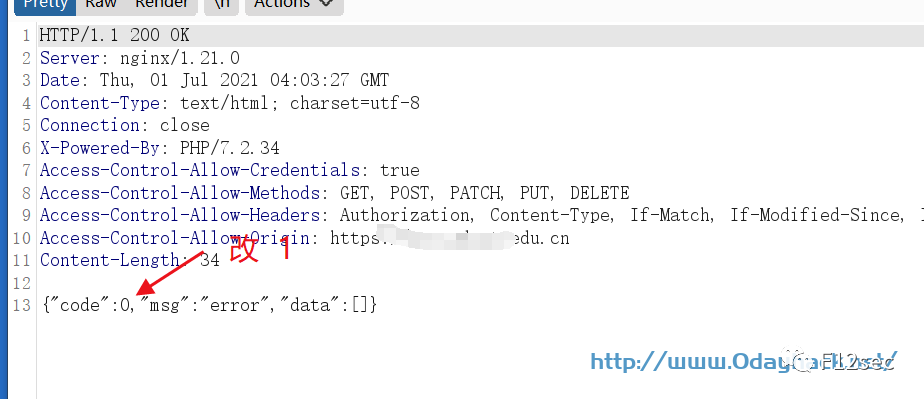 Pretty Raw Render \n Actions
1 HTTP/1.1 200 OK
2 Server: nginx/1.21.0
3 Date: Thu, 01 Jul 2021 04:03:27 GMT
4 Content-Type: text/html; charset=utf-8
5 Connection: close
6 X-Powered-By: PHP/7.2.34
7 Access-Control-Allow-Credentials: true
8 Access-Control-Allow-Methods: GET, POST, PATCH, PUT, DELETE
9 Access-Control-Allow-Headers: Authorization, Content-Type, If-Match, If-Modified-Since,
10 Access-Control-Allow-Origin: https: edu.cn
改 1
11 Content-Length: 34
12
13 {"code":0,"msg":"error","data":[]}
http://www.0day
F12sec